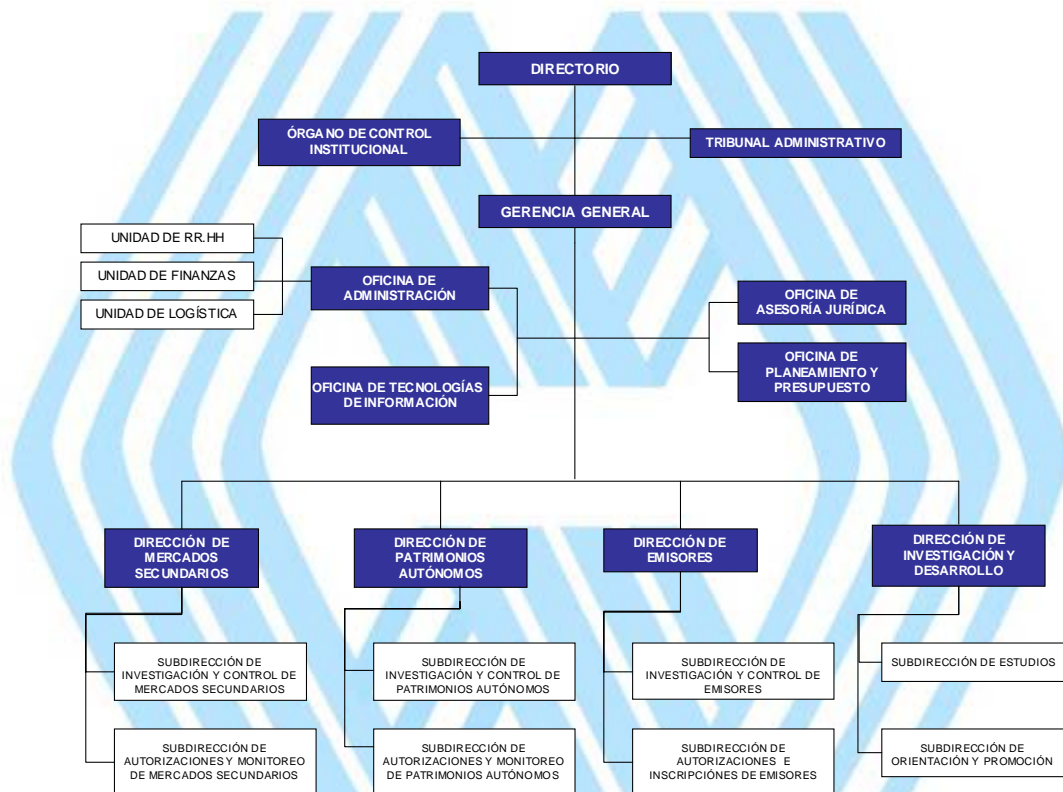 DIRECTORIO
ÓRGANO DE CONTROL
INSTITUCIONAL
TRIBUNAL ADMINISTRATIVO
GERENCIA GENERAL
UNIDAD DE RR.HH
UNIDAD DE FINANZAS
UNIDAD DE LOGÍSTICA
OFICINA DE
ADMINISTRACIÓN
OFICINA DE
ASESORÍA JURÍDICA
OFICINA DE TECNOLOGÍAS
DE INFORMACIÓN
OFICINA DE
PLANEAMIENTO Y
PRESUPUESTO
DIRECCIÓN DE
MERCADOS
SECUNDARIOS
DIRECCIÓN DE
PATRIMONIOS
AUTÓNOMOS
DIRECCIÓN DE
EMISORES
DIRECCIÓN DE
INVESTIGACIÓN Y
DESARROLLO
SUBDIRECCIÓN DE
INVESTIGACIÓN Y CONTROL DE
MERCADOS SECUNDARIOS
SUBDIRECCIÓN DE
INVESTIGACIÓN Y CONTROL DE
PATRIMONIOS AUTÓNOMOS
SUBDIRECCIÓN DE
INVESTIGACIÓN Y CONTROL DE
EMISORES
SUBDIRECCIÓN DE ESTUDIOS
SUBDIRECCIÓN DE
AUTORIZACIONES Y MONITOREO
DE MERCADOS SECUNDARIOS
SUBDIRECCIÓN DE
AUTORIZACIONES Y MONITOREO
DE PATRIMONIOS AUTÓNOMOS
SUBDIRECCIÓN DE
AUTORIZACIONES E
INSCRIPCIÓNES DE EMISORES
SUBDIRECCIÓN DE
ORIENTACIÓN Y PROMOCIÓN